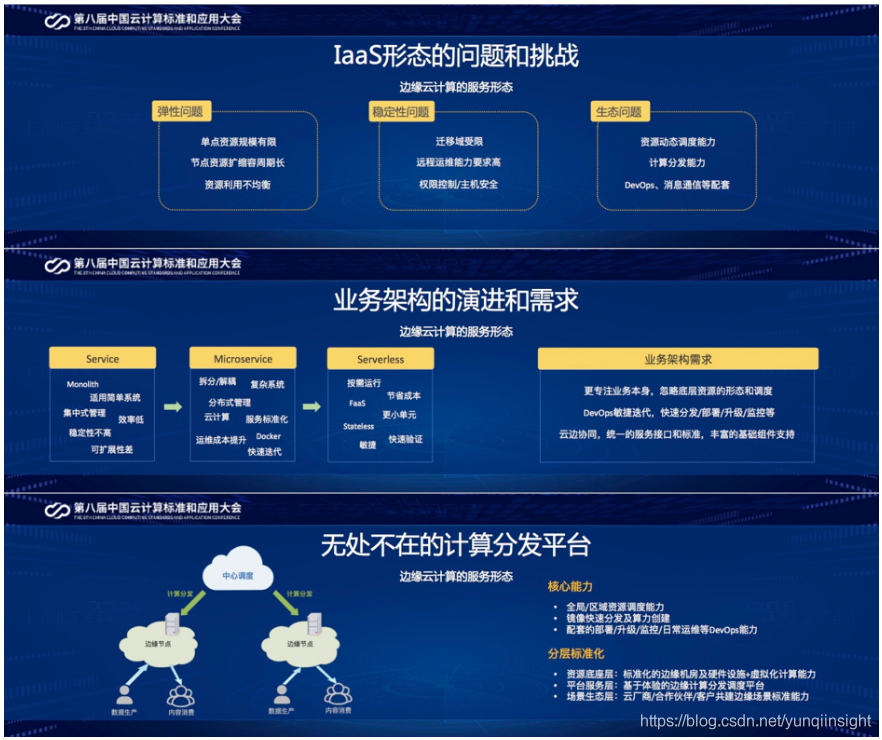 第八届中国云计算标准和应用大会
THE 8TH CHINA CLOUD COMPUTING STANDARDS AND APPLICATION CONFERENCE
IaaS形态的问题和挑战
边缘云计算的服务形态
弹性问题
单点资源规模有限
节点资源扩缩容周期长
资源利用不均衡
稳定性问题
迁移域受限
远程运维能力要求高
权限控制/主机安全
生态问题
资源动态调度能力
计算分发能力
DevOps、消息通信等配套
第八届中国云计算标准和应用大会
THE 8TH CHINA CLOUD COMPUTING STANDARDS AND APPLICATION CONFERENCE
业务架构的演进和需求
边缘云计算的服务形态
Service
Monolith
适用简单系统
集中式管理
效率低
稳定性不高
可扩展性差
Microservice
拆分/解耦
复杂系统
分布式管理
云计算
服务标准化
运维成本提升
Docker
快速迭代
Serverless
按需运行
节省成本
FaaS
更小单元
Stateless
快速验证
敏捷
业务架构需求
更专注业务本身，忽略底层资源的形态和调度
DevOps敏捷迭代，快速分发/部署/升级/监控等
云边协同，统一的服务接口和标准，丰富的基础组件支持
第八届中国云计算标准和应用大会
THE 8TH CHINA CLOUD COMPUTING STANDARDS AND APPLICATION CONFERENCE
无处不在的计算分发平台
边缘云计算的服务形态
中心调度
计算分发
计算分发
边缘节点
边缘节点
数据生产
内容消费
数据生产
内容消费
核心能力
• 全局/区域资源调度能力
• 镜像快速分发及算力创建
• 配套的部署/升级/监控/日常运维等DevOps能力
分层标准化
• 资源底座层：标准化的边缘机房及硬件设施+虚拟化计算能力
• 平台服务层：基于体验的边缘计算分发调度平台
• 场景生态层：云厂商/合作伙伴/客户共建边缘场景标准能力
https://blog.csdn.net/yunqiinsight